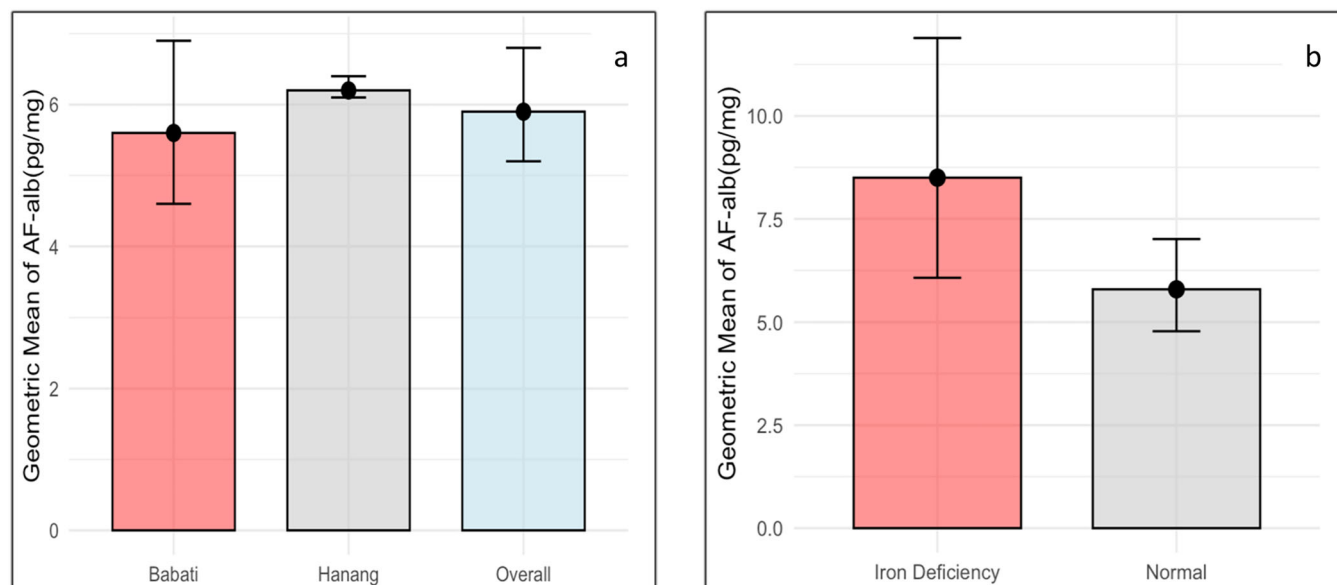 a
Geometric Mean of AF-alb(pg/mg)
6
4
2
0
Babati Hanang Overall
b
Geometric Mean of AF-alb(pg/mg)
10.0
7.5
5.0
2.5
0.0
Iron Deficiency Normal